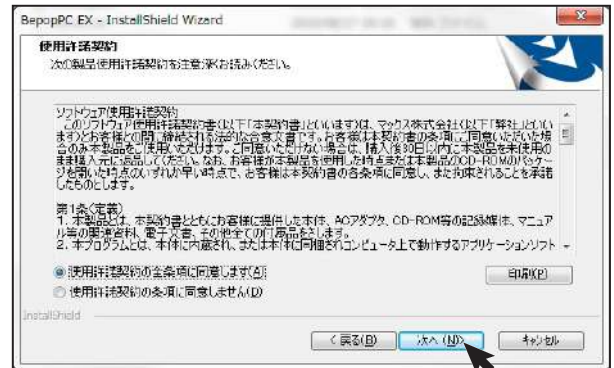 BepopPC EX - InstallShield Wizard
使用許諾契約
次の製品使用許諾契約を注意深くお読みください。
ソフトウェア使用許諾契約
このソフトウェア使用許諾契約書(以下「本契約書」といいます)は、マックス株式会社(以下「弊社」といい
ます)とお客様との間に締結される法的な合意文書です。お客様は本契約書の条項にご同意いただいた場
合のみ本製品をご使用いただけます。ご同意いただけない場合は、購入後30日以内に本製品を未使用の
まま購入元に返品してください。なお、お客様が本製品を使用した時点または本製品のCD-ROMのパッケー
ジを開いた時点のいずれか早い時点で、お客様は本契約書の各条項に同意し、また拘束されることを承諾
したものとします。
第1条(定義)
1. 本製品とは、本契約書とともにお客様に提供した本体、ACアダプタ、CD-ROM等の記録媒体、マニュア
ル等の関連資料、電子文書、その他全ての付属品をさします。
2. 本プログラムとは、本体に内蔵され、または本体に同梱されコンピュータ上で動作するアプリケーションソフト
使用許諾契約の全条項に同意します(A)
印刷(P)
使用許諾契約の条項に同意しません(D)
InstallShield
< 戻る(B)
次へ (N)>
キャンセル